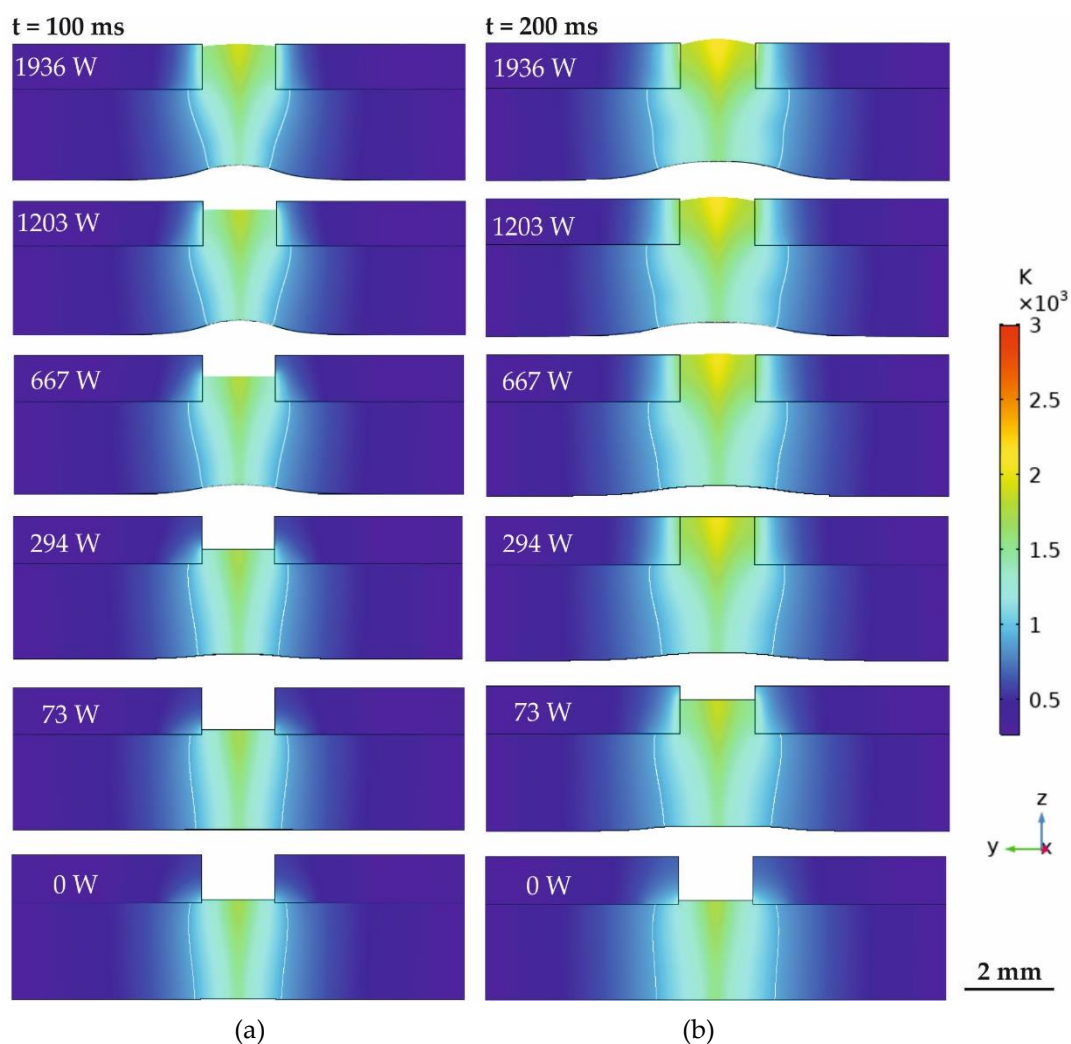 t = 100 ms
1936 W
1203 W
667 W
294 W
73 W
0 W
(a)
t = 200 ms
1936 W
1203 W
667 W
294 W
73 W
0 W
(b)
K
×10³
3
2.5
2
1.5
1
0.5
z
y
x
2 mm